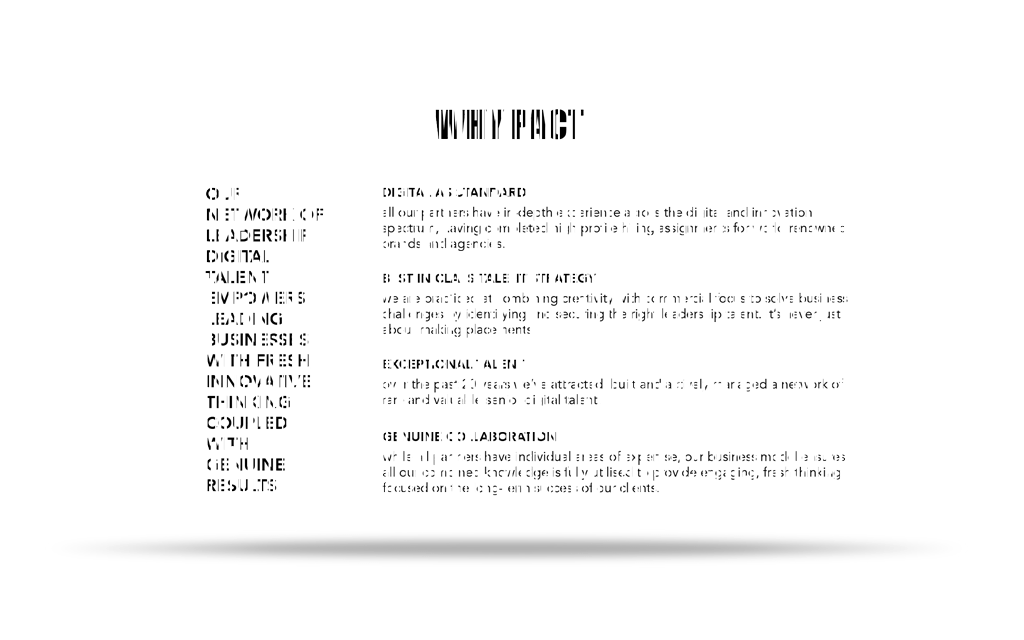 WHY PACT
OUR
NETWORK OF
LEADERSHIP
DIGITAL
TALENT
EMPOWERS
LEADING
BUSINESSES
WITH FRESH
INNOVATIVE
THINKING
COUPLED
WITH
GENUINE
RESULTS
DIGITAL AS STANDARD
all our partners have in-depth experience across the digital and innovation
spectrum, having completed high profile hiring assignments for world renowned
brands and agencies.
BEST IN CLASS TALENT STRATEGY
we are practiced at combining creativity with commercial focus to solve business
challenges by identifying and securing the right leadership talent. it's never just
about making placements
EXCEPTIONAL TALENT
over the past 20 years we've attracted, built and actively managed a network of
rare and valuable senior digital talent
GENUINE COLLABORATION
while all partners have individual areas of expertise, our business model ensures
all our combined knowledge is fully utilised to provide engaging, fresh thinking
focused on the long-term success of our clients.